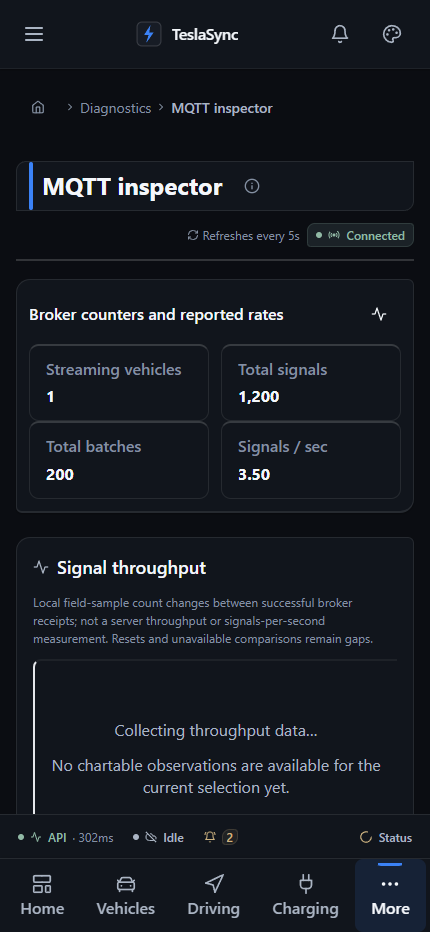 TeslaSync
Diagnostics MQTT inspector
MQTT inspector
Refreshes every 5s Connected
Broker counters and reported rates
Streaming vehicles Total signals
1 1,200
Total batches Signals / sec
200 3.50
Signal throughput
Local field-sample count changes between successful broker
receipts; not a server throughput or signals-per-second
measurement. Resets and unavailable comparisons remain gaps.
Collecting throughput data...
No chartable observations are available for the
current selection yet.
API · 302ms Idle 2 Status
Home Vehicles Driving Charging More